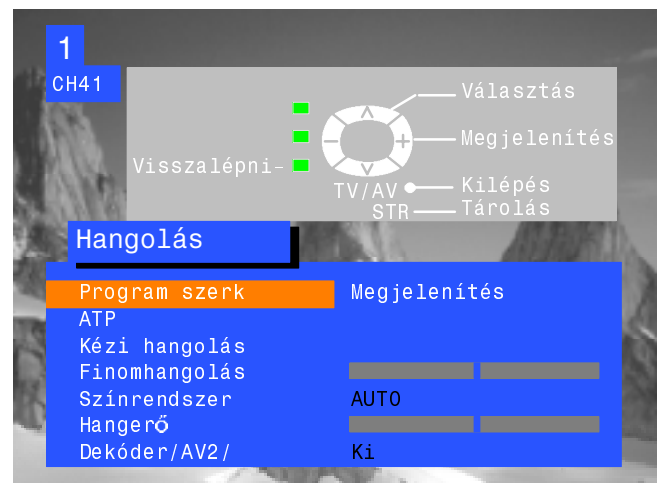 1
CH41
Választás
Megjelenítés
Visszalépni
TV/AV Kilépés
STR Tárolás
Hangolás
Program szerk Megjelenítés
ATP
Kézi hangolás
Finomhangolás
Színrendszer AUTO
Hangerő
Dekóder/AV2/ Ki